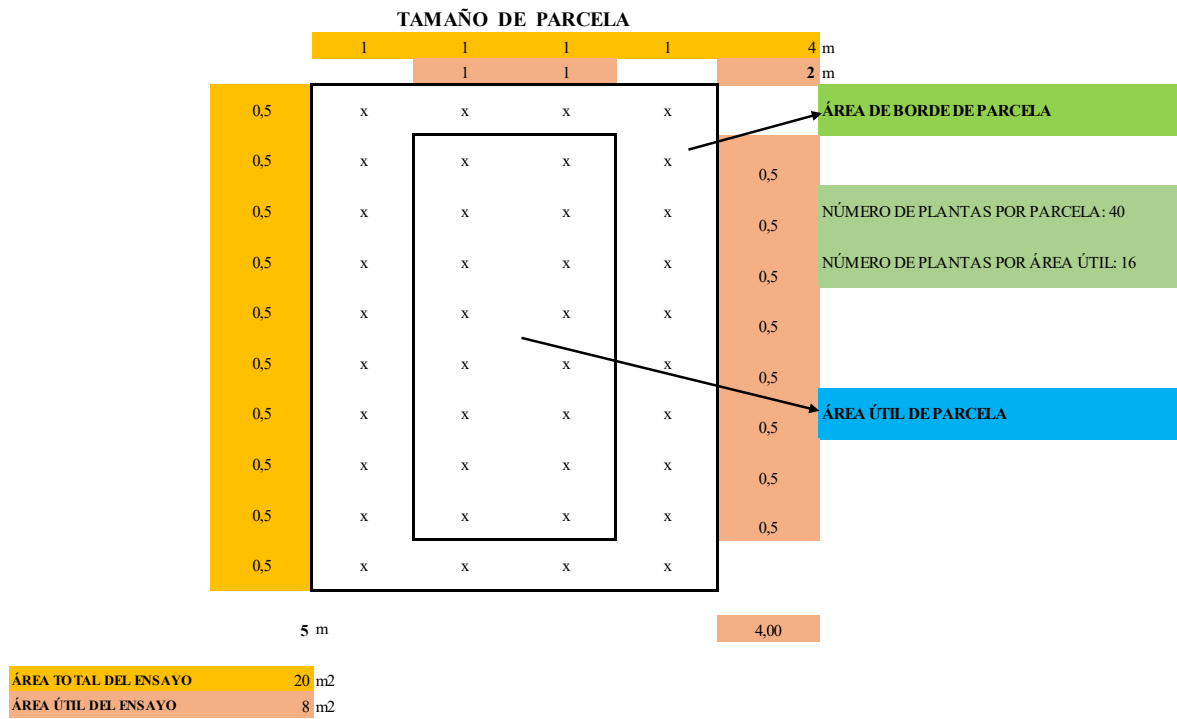 TAMAÑO DE PARCELA
1 1 1 1 4 m
1 1 2 m
0,5 x x x x ÁREA DE BORDE DE PARCELA
0,5 x x x x 0,5
0,5 x x x x 0,5 NÚMERO DE PLANTAS POR PARCELA: 40
0,5 x x x x 0,5 NÚMERO DE PLANTAS POR ÁREA ÚTIL: 16
0,5 x x x x 0,5
0,5 x x x x 0,5
0,5 x x x x 0,5 ÁREA ÚTIL DE PARCELA
0,5 x x x x 0,5
0,5 x x x x 0,5
0,5 x x x x
5 m 4,00
ÁREA TOTAL DEL ENSAYO 20 m2
ÁREA ÚTIL DEL ENSAYO 8 m2